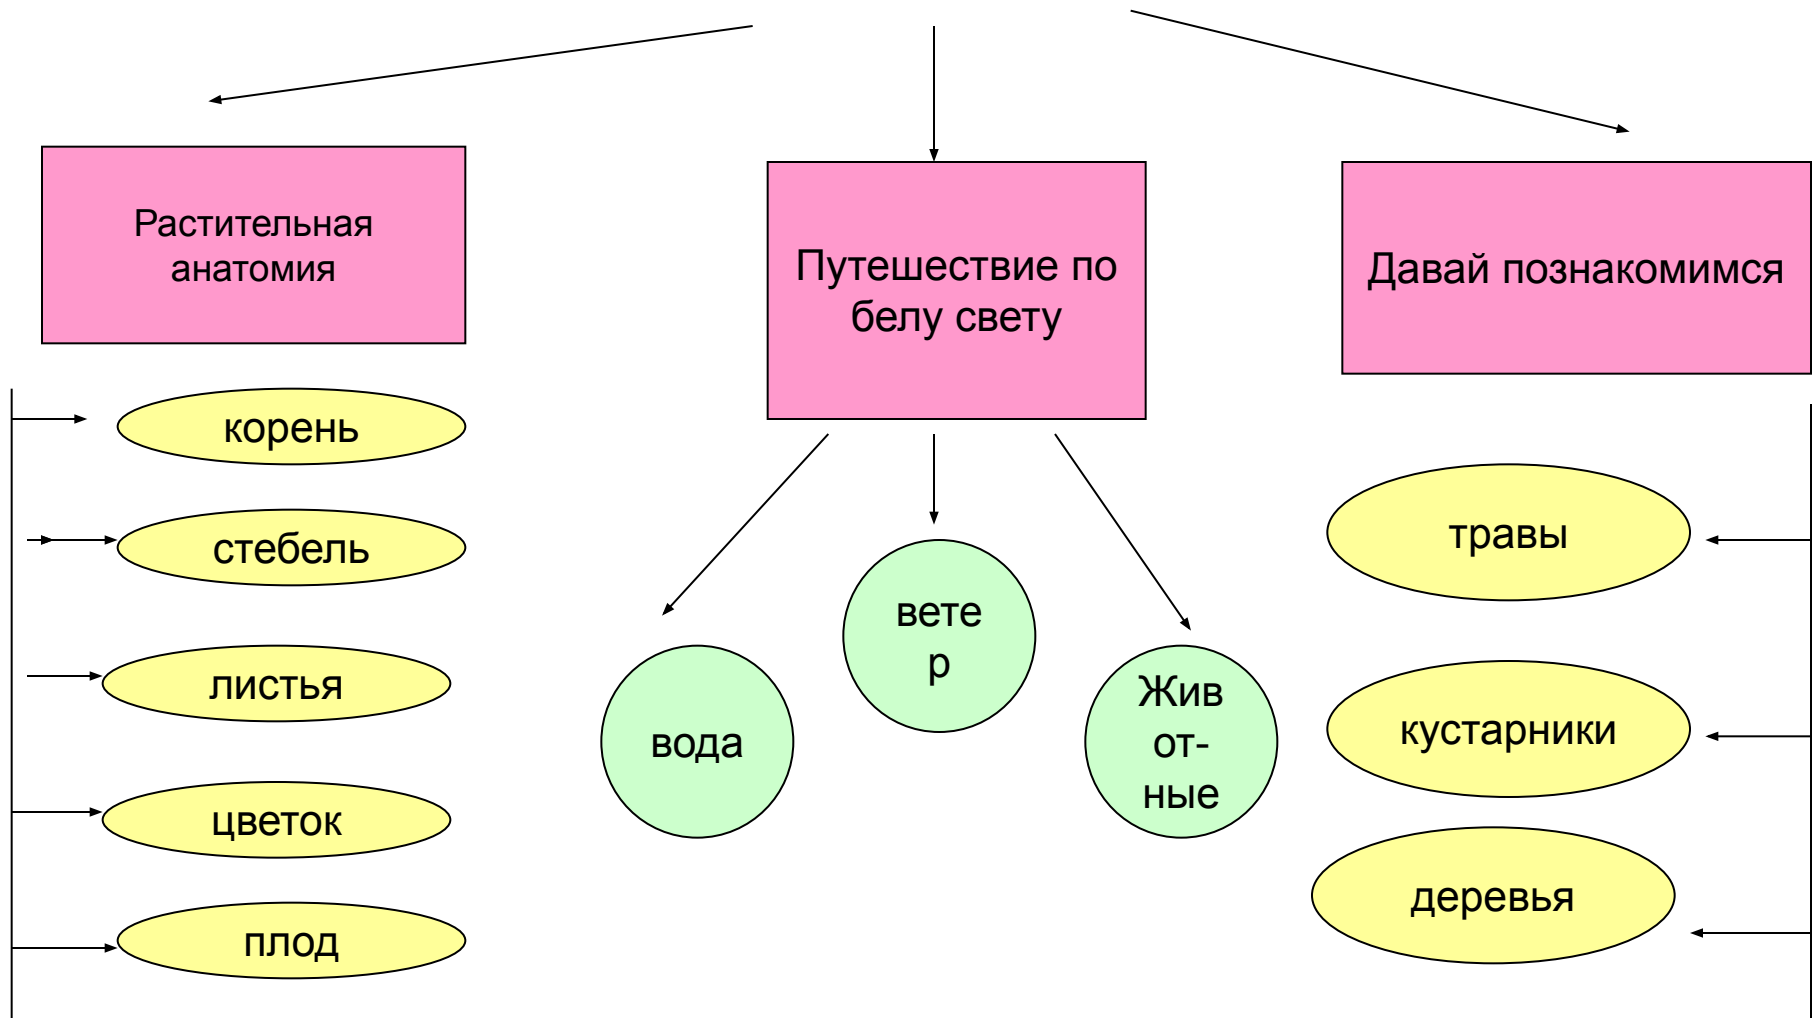 Растительная
анатомия
Путешествие по
белу свету
Давай познакомимся
корень
стебель
листья
цветок
плод
вода
вете
р
Жив
от-
ные
травы
кустарники
деревья